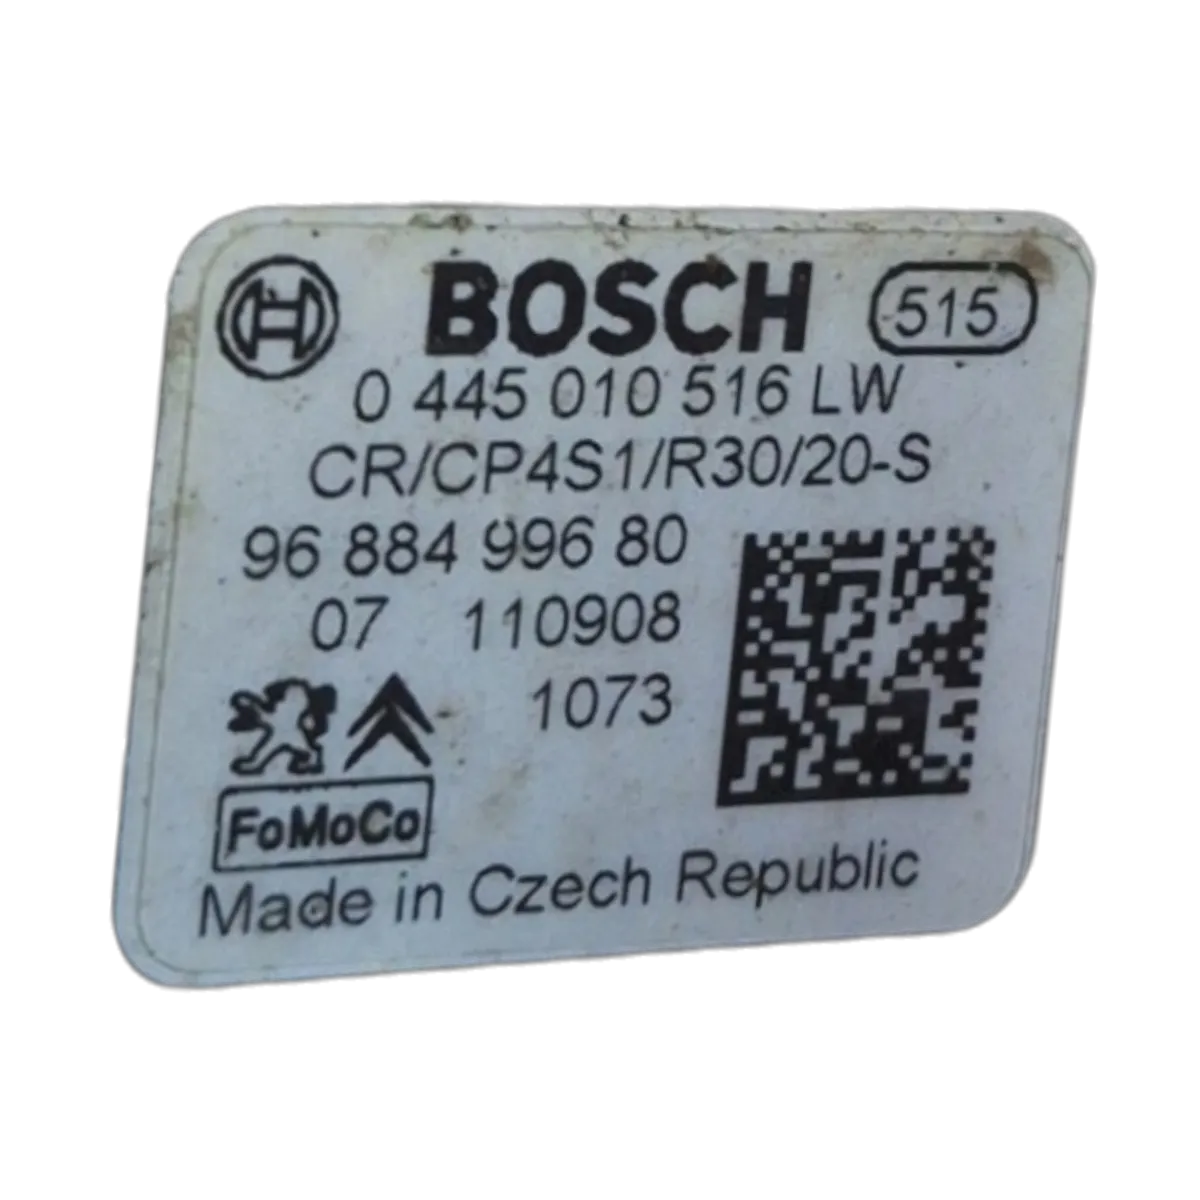 BOSCH 515
0 445 010 516 LW
CR/CP4S1/R30/20-S
96 884 996 80
07 110908
1073
FoMoCo
Made in Czech Republic